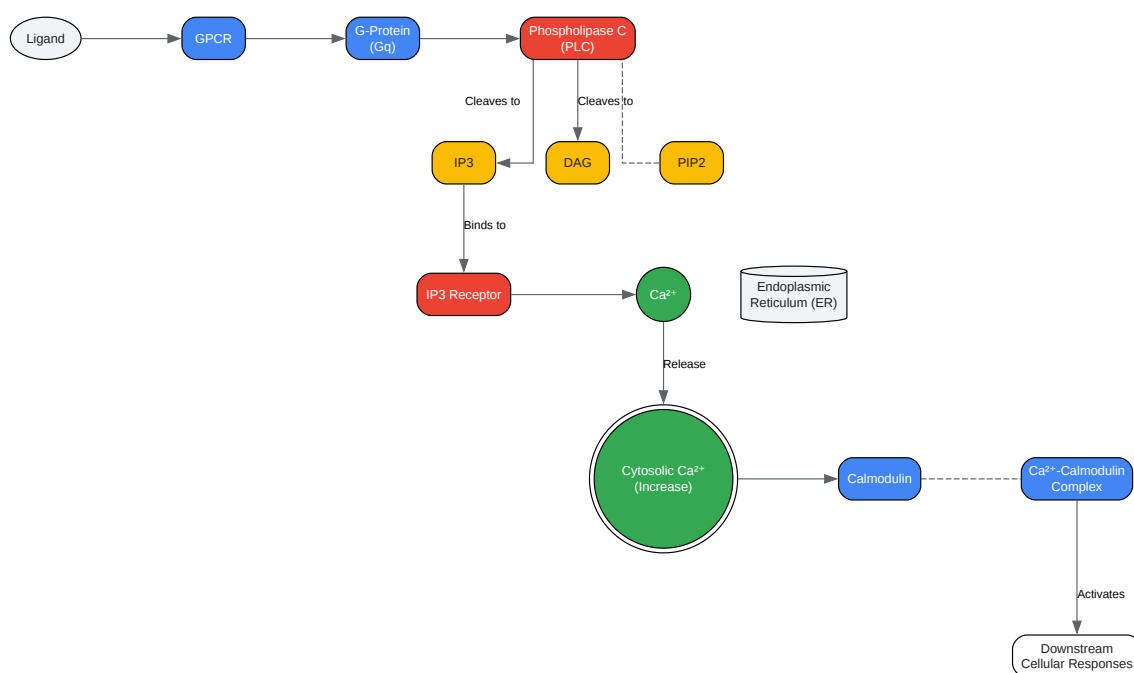 Ligand
GPCR
G-Protein
(Gq)
Phospholipase C
(PLC)
Cleaves to
Cleaves to
IP3
DAG
PIP2
Binds to
IP3 Receptor
Ca²⁺
Endoplasmic
Reticulum (ER)
Release
Cytosolic Ca²⁺
(Increase)
Calmodulin
Ca²⁺-Calmodulin
Complex
Activates
Downstream
Cellular Responses